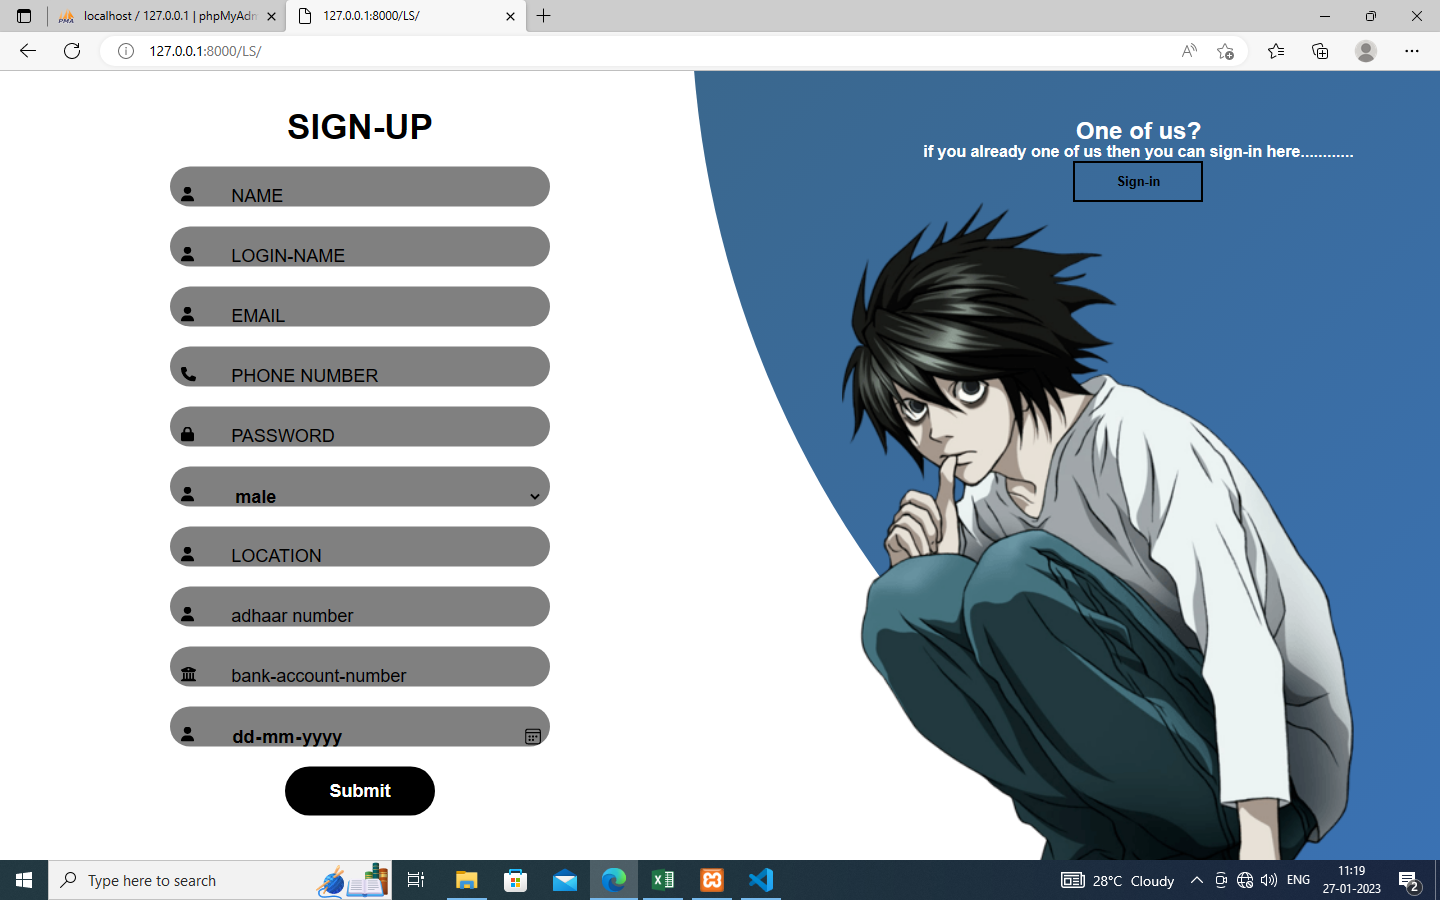 localhost / 127.0.0.1 | phpMyAdm
127.0.0.1:8000/LS/
127.0.0.1:8000/LS/
SIGN-UP
NAME
LOGIN-NAME
EMAIL
PHONE NUMBER
PASSWORD
male
LOCATION
adhaar number
bank-account-number
dd-mm-yyyy
Submit
One of us?
if you already one of us then you can sign-in here............
Sign-in
Type here to search
28°C Cloudy
ENG
11:19
27-01-2023
2